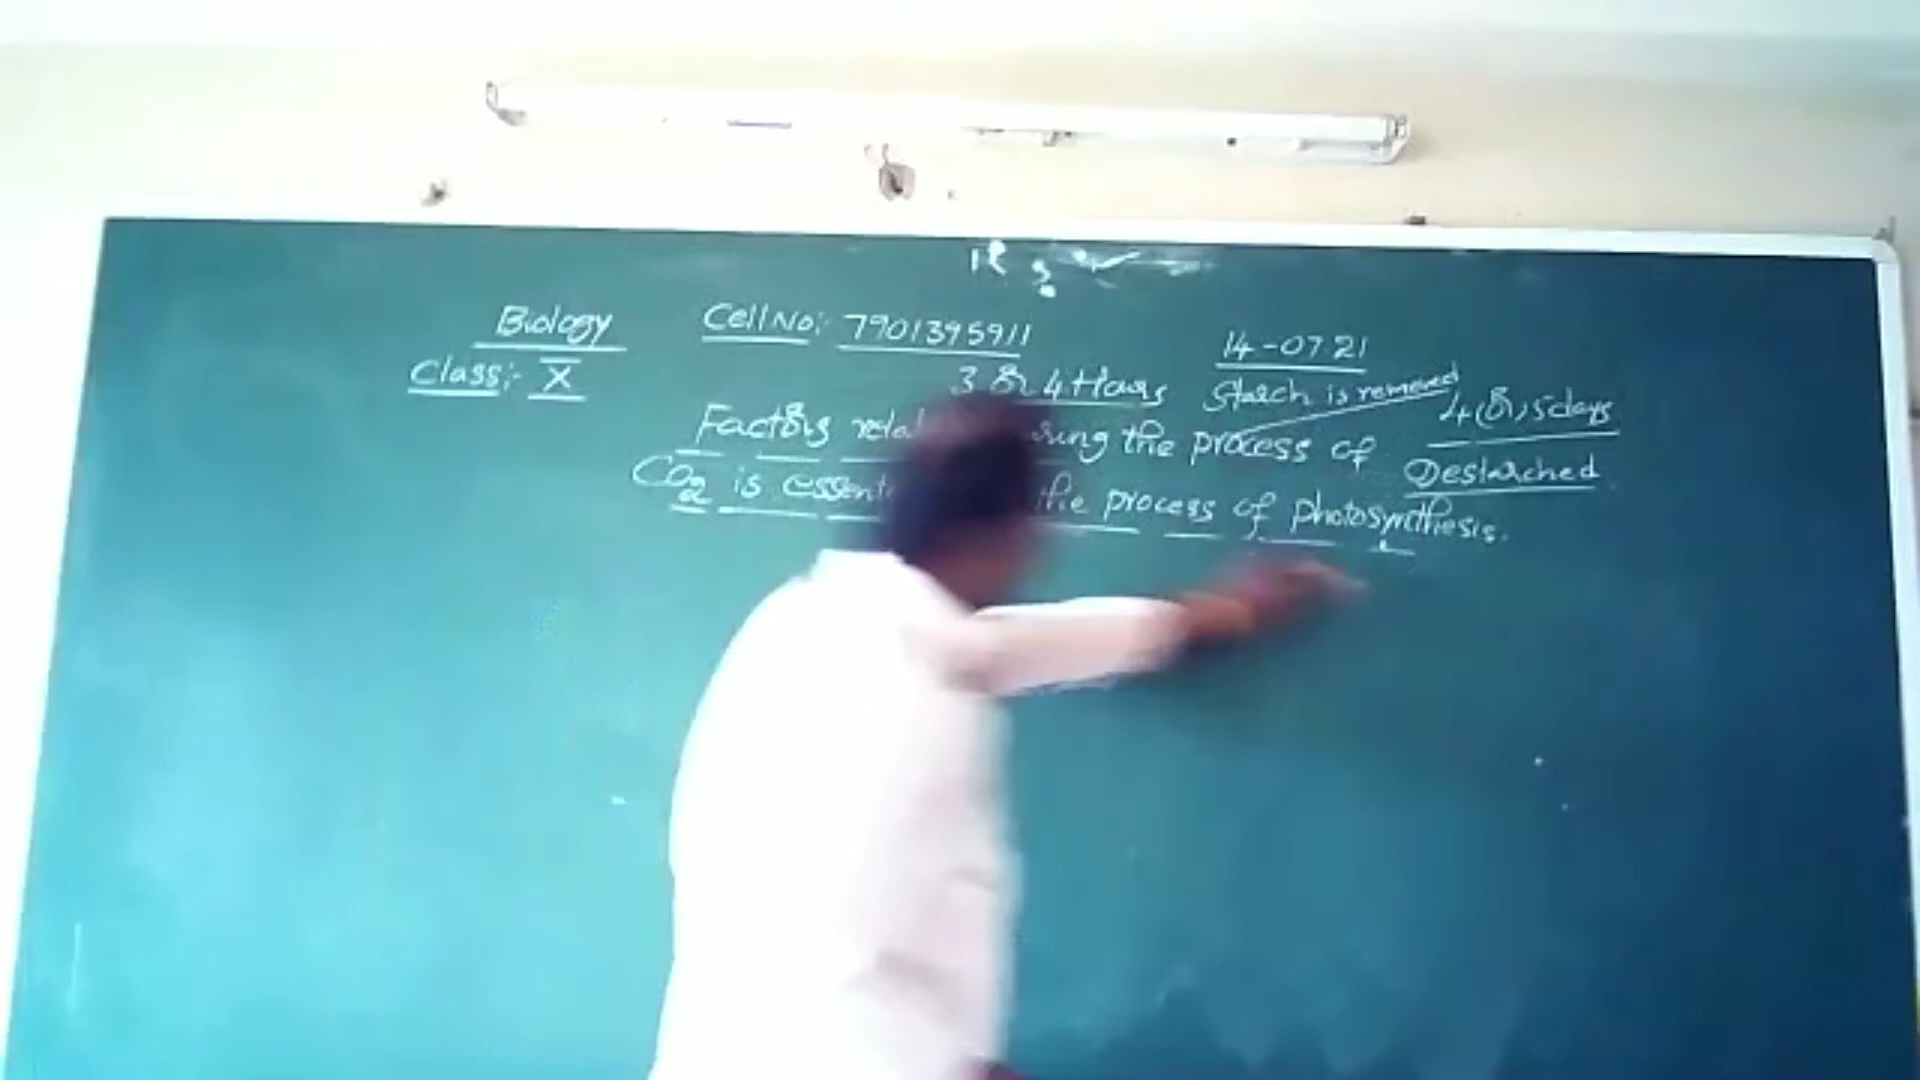 Biology Cell No:- 7901395911 14-07 21
Class:- X 3 or 4 Hours Starch is removed 4 (or) 5 days
Factors the process of Destarched
CO2 is the process of photosynthesis.